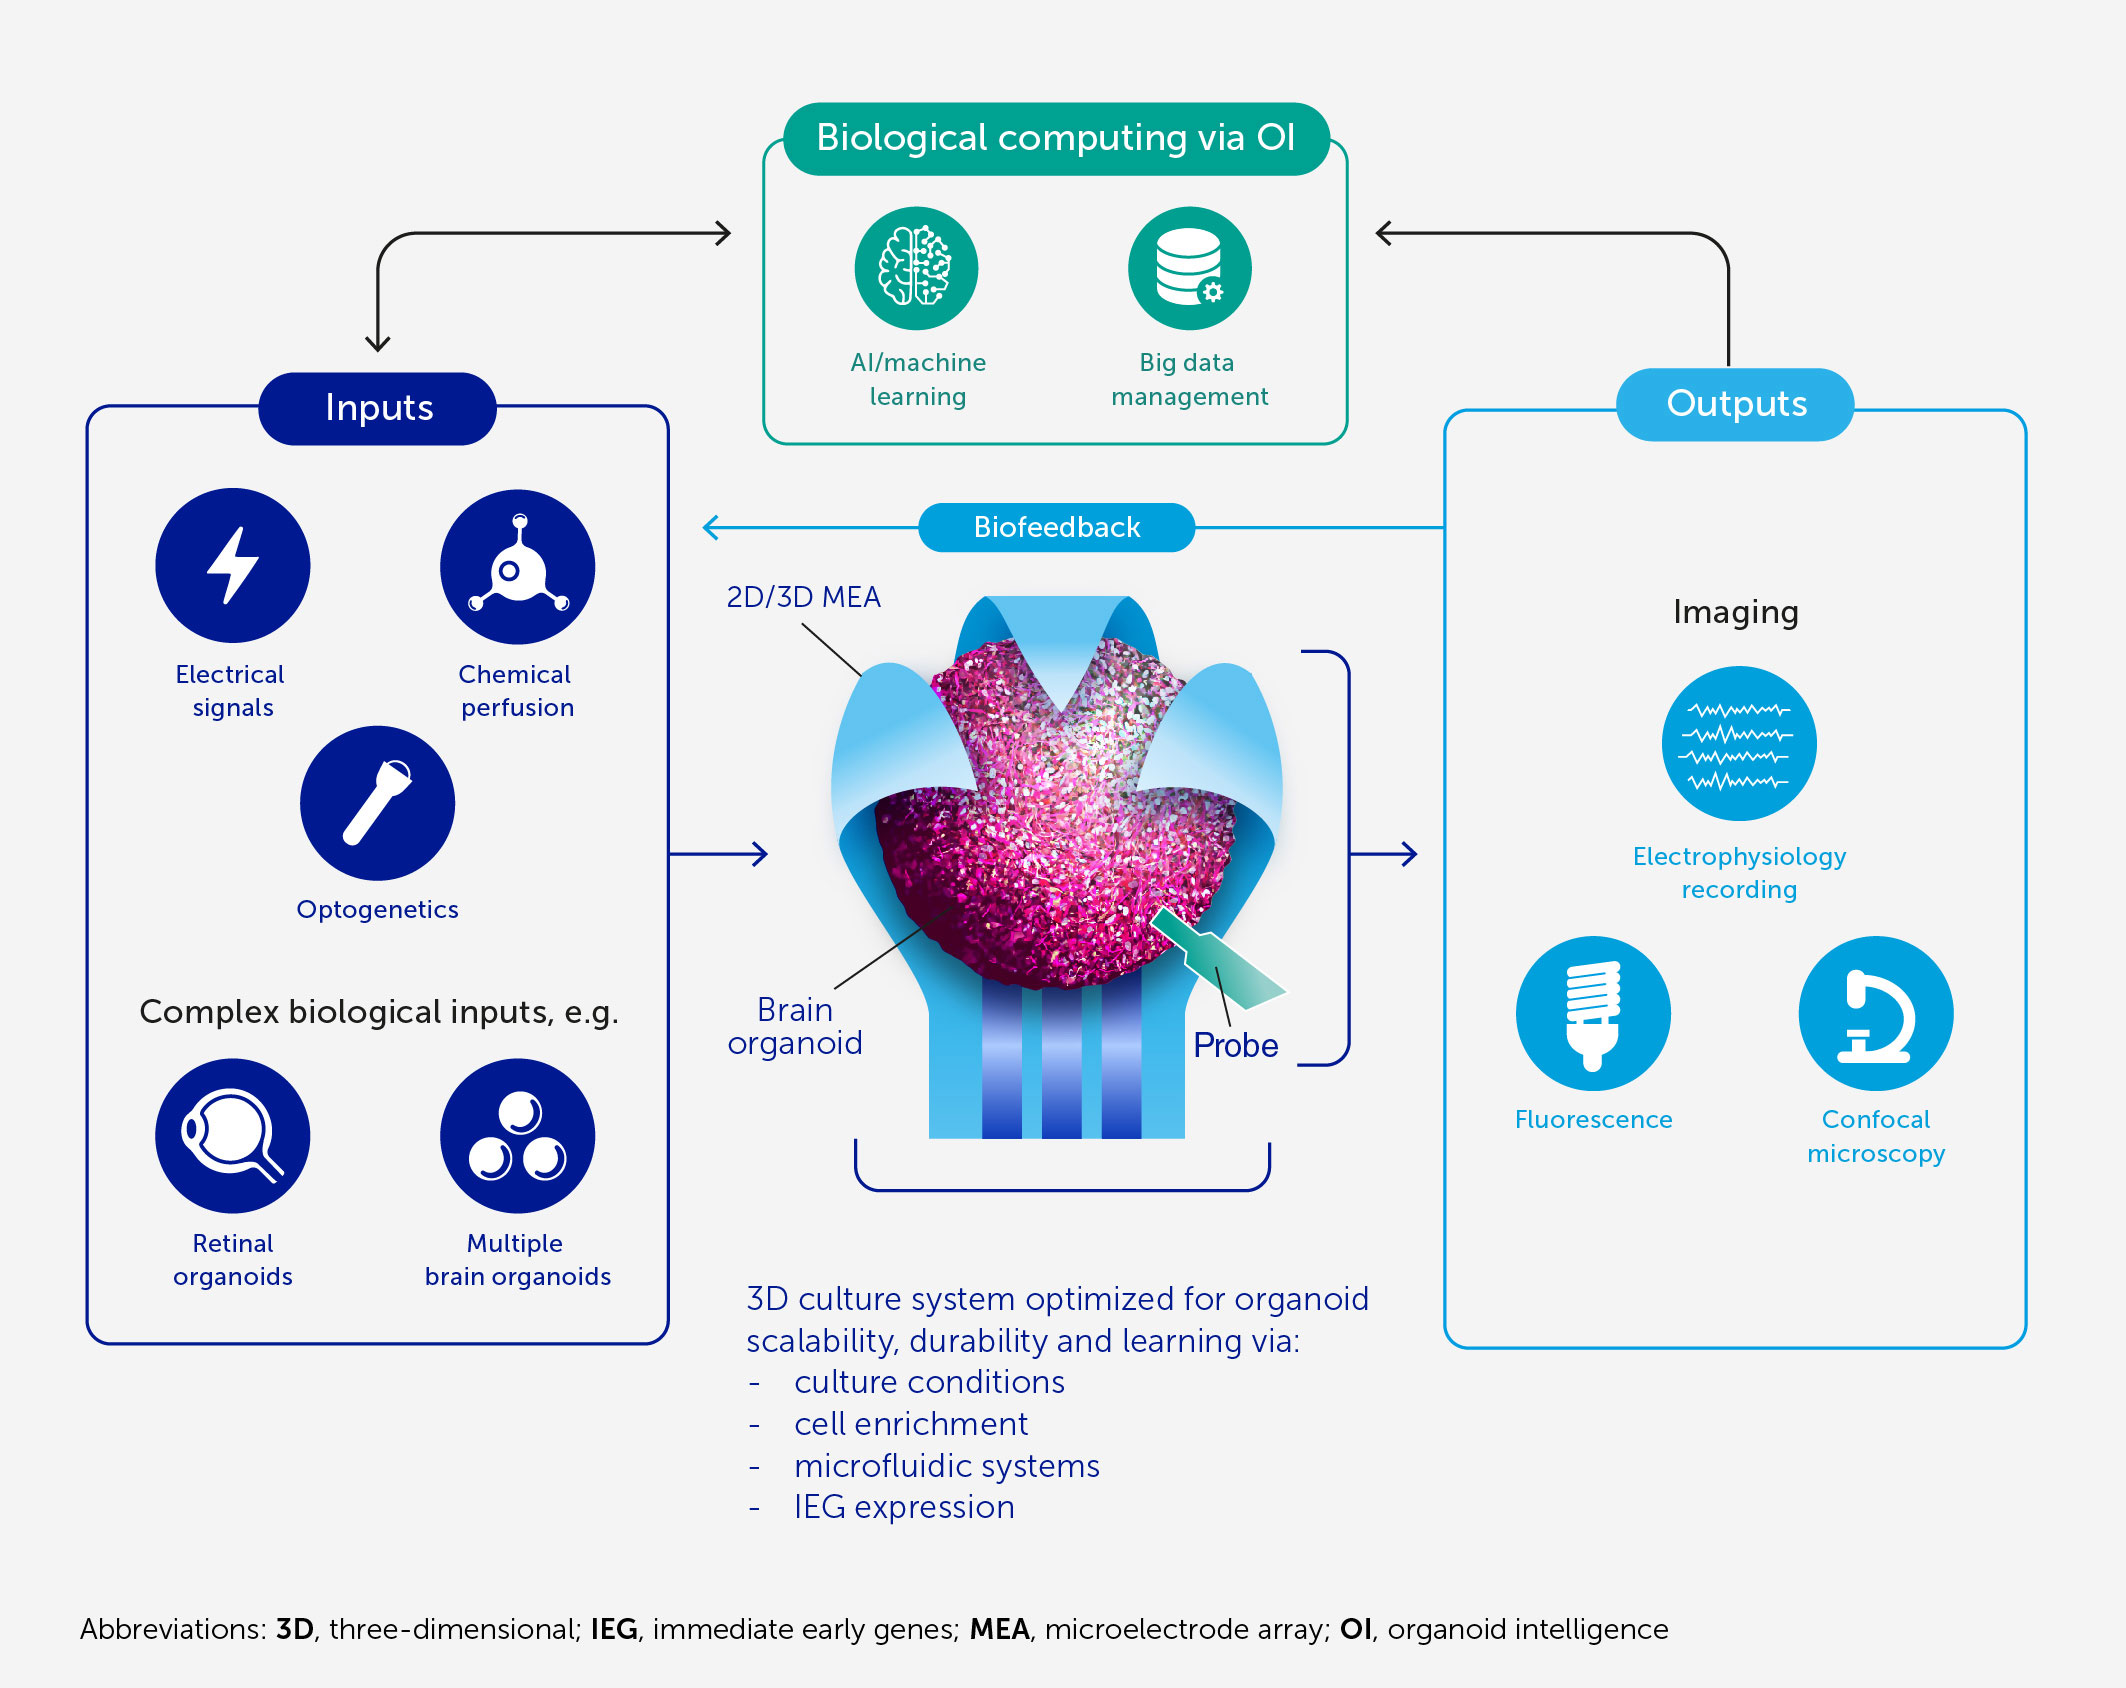 Biological computing via OI
AI/machine
learning
Big data
management
Inputs
Electrical
signals
Chemical
perfusion
Optogenetics
Complex biological inputs, e.g.
Retinal
organoids
Multiple
brain organoids
Biofeedback
2D/3D MEA
Brain
organoid
Probe
Outputs
Imaging
Electrophysiology
recording
Fluorescence
Confocal
microscopy
3D culture system optimized for organoid
scalability, durability and learning via:
- culture conditions
- cell enrichment
- microfluidic systems
- IEG expression
Abbreviations: 3D, three-dimensional; IEG, immediate early genes; MEA, microelectrode array; OI, organoid intelligence